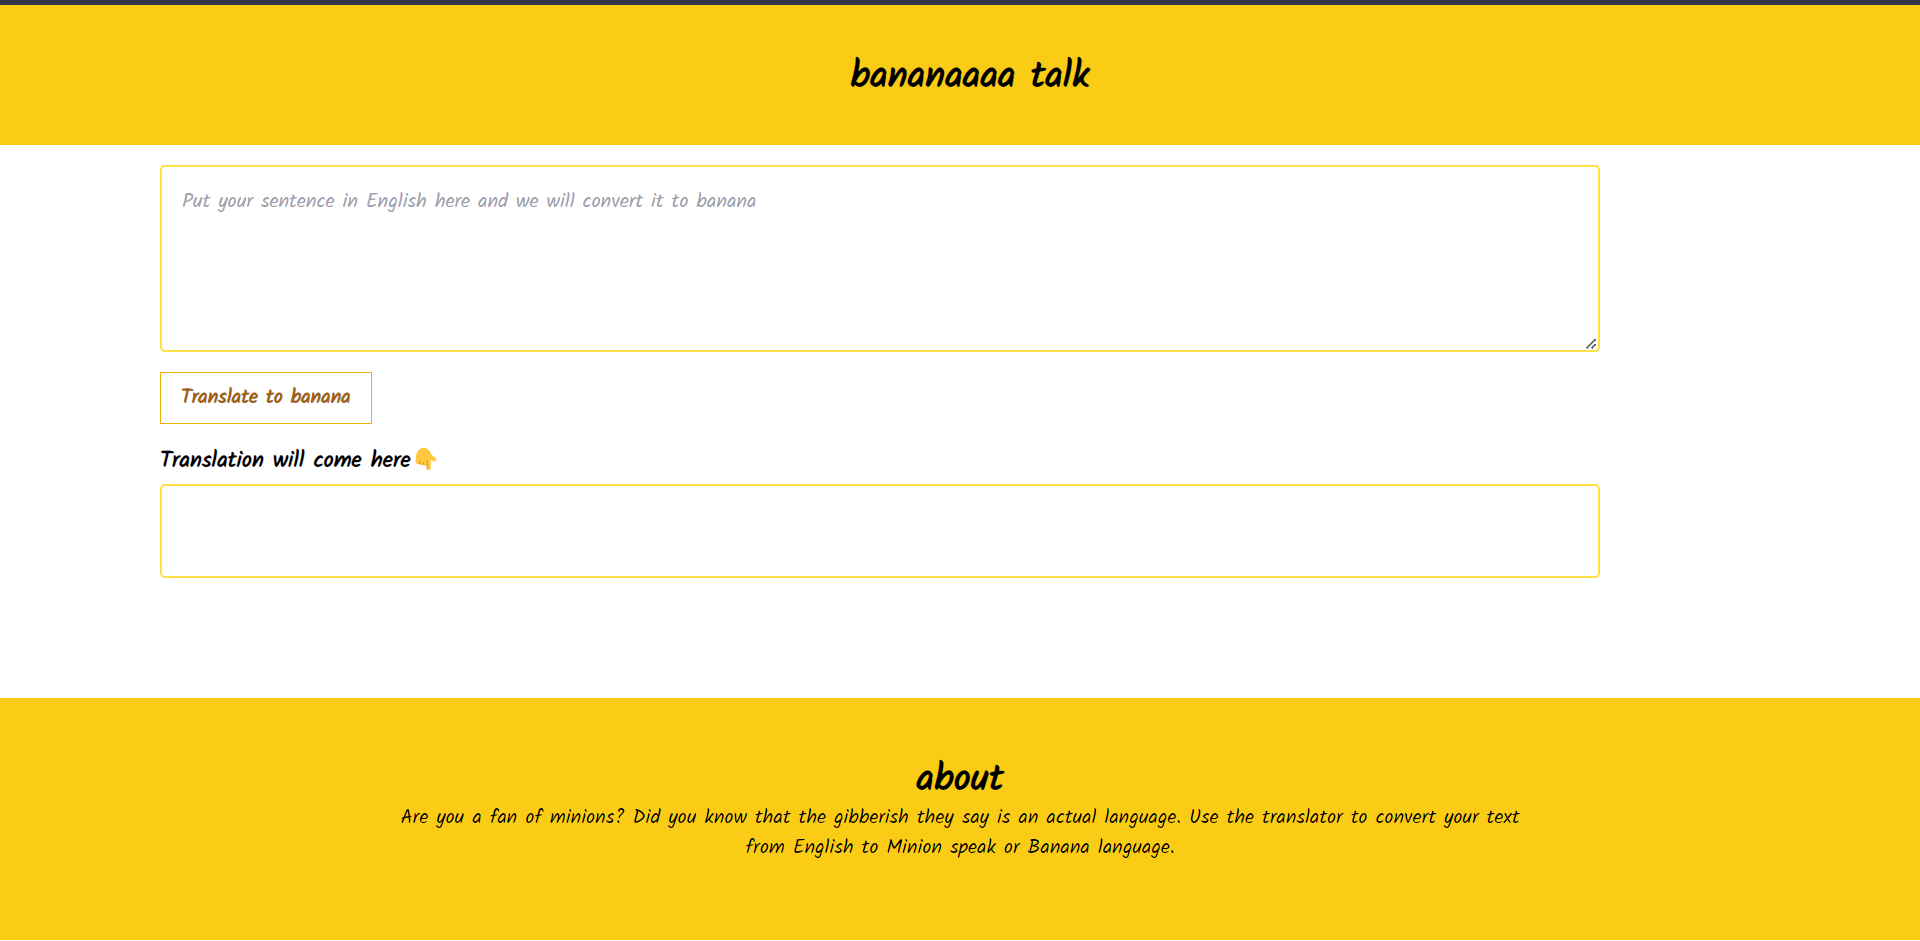 bananaaaa talk
Put your sentence in English here and we will convert it to banana
Translate to banana
Translation will come here👇
about
Are you a fan of minions? Did you know that the gibberish they say is an actual language. Use the translator to convert your text
from English to Minion speak or Banana language.